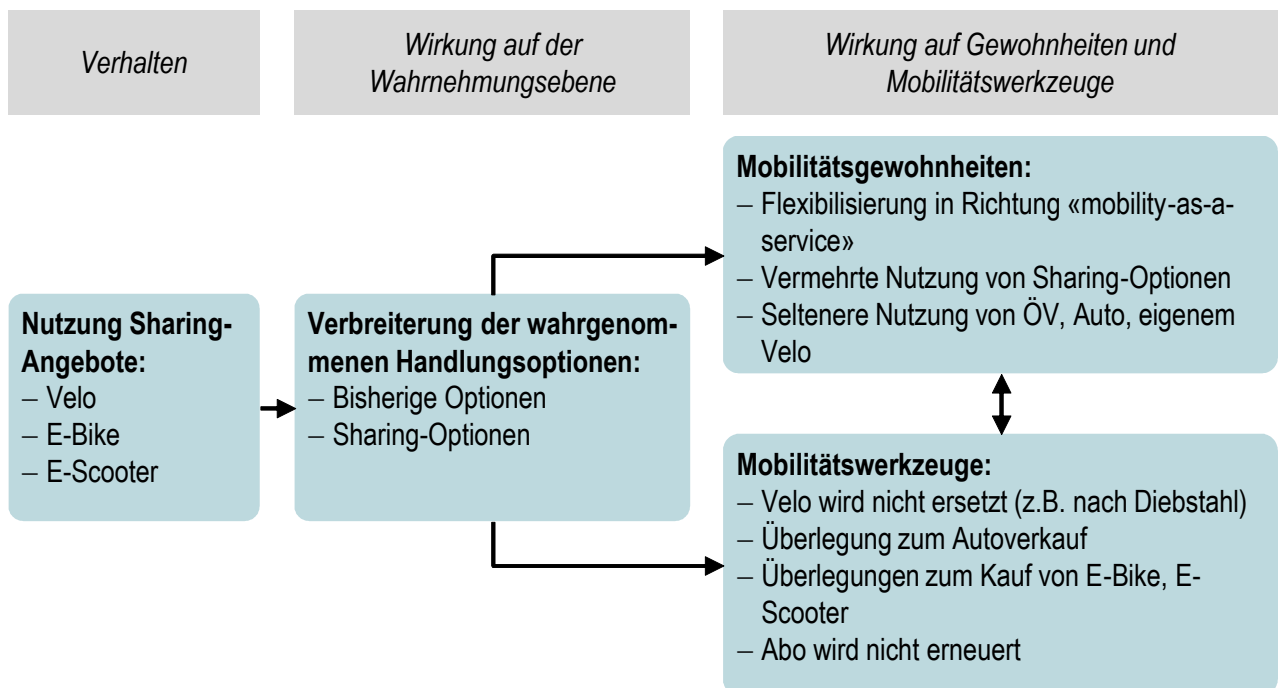 Verhalten
Wirkung auf der
Wahrnehmungsebene
Wirkung auf Gewohnheiten und
Mobilitätswerkzeuge
Nutzung Sharing-
Angebote:
– Velo
– E-Bike
– E-Scooter
Verbreiterung der wahrgenom-
menen Handlungsoptionen:
– Bisherige Optionen
– Sharing-Optionen
Mobilitätsgewohnheiten:
– Flexibilisierung in Richtung «mobility-as-a-
service»
– Vermehrte Nutzung von Sharing-Optionen
– Seltenere Nutzung von ÖV, Auto, eigenem
Velo
Mobilitätswerkzeuge:
– Velo wird nicht ersetzt (z.B. nach Diebstahl)
– Überlegung zum Autoverkauf
– Überlegungen zum Kauf von E-Bike, E-
Scooter
– Abo wird nicht erneuert